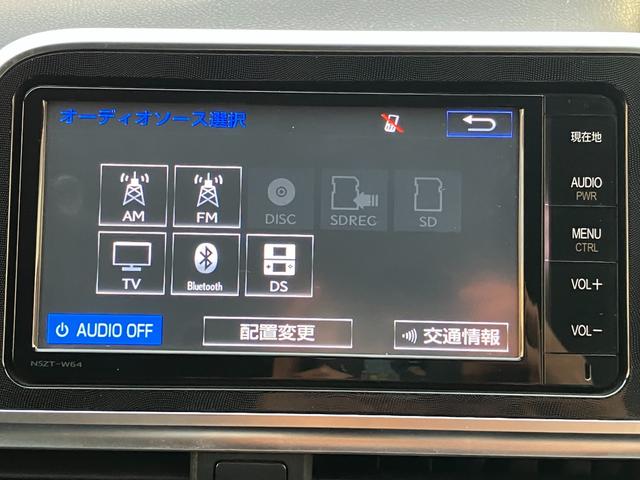 オーディオソース選択
AM
FM
DISC
SDREC
SD
TV
Bluetooth
DS
AUDIO OFF
配置変更
交通情報
NSZT-W64
現在地
AUDIO
PWR
MENU
CTRL
VOL+
VOL-